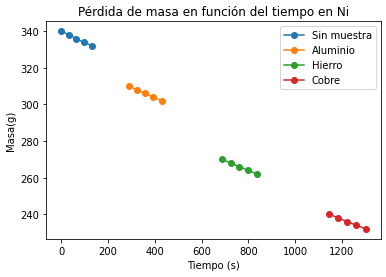 Pérdida de masa en función del tiempo en Ni
Sin muestra
Aluminio
Hierro
Cobre
340
320
300
280
260
240
Masa(g)
0 200 400 600 800 1000 1200
Tiempo (s)